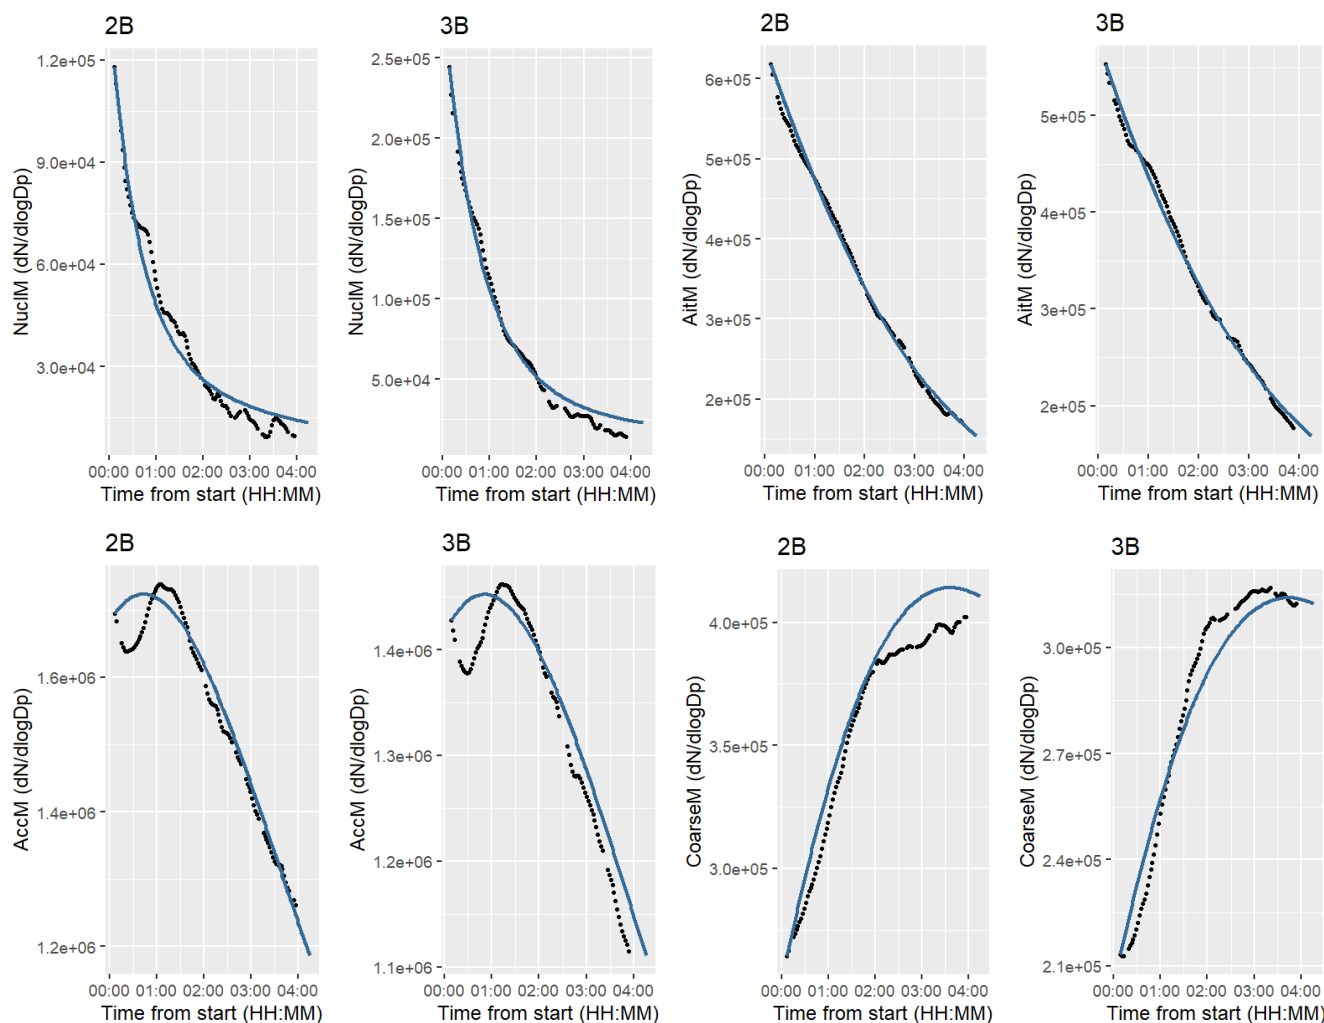 2B
NuclM (dN/dlogDp)
1.2e+05
9.0e+04
6.0e+04
3.0e+04
00:00 01:00 02:00 03:00 04:00
Time from start (HH:MM)
3B
NuclM (dN/dlogDp)
2.5e+05
2.0e+05
1.5e+05
1.0e+05
5.0e+04
00:00 01:00 02:00 03:00 04:00
Time from start (HH:MM)
2B
AitM (dN/dlogDp)
6e+05
5e+05
4e+05
3e+05
2e+05
00:00 01:00 02:00 03:00 04:00
Time from start (HH:MM)
3B
AitM (dN/dlogDp)
5e+05
4e+05
3e+05
2e+05
00:00 01:00 02:00 03:00 04:00
Time from start (HH:MM)
2B
AccM (dN/dlogDp)
1.6e+06
1.4e+06
1.2e+06
00:00 01:00 02:00 03:00 04:00
Time from start (HH:MM)
3B
AccM (dN/dlogDp)
1.4e+06
1.3e+06
1.2e+06
1.1e+06
00:00 01:00 02:00 03:00 04:00
Time from start (HH:MM)
2B
CoarseM (dN/dlogDp)
4.0e+05
3.5e+05
3.0e+05
00:00 01:00 02:00 03:00 04:00
Time from start (HH:MM)
3B
CoarseM (dN/dlogDp)
3.0e+05
2.7e+05
2.4e+05
2.1e+05
00:00 01:00 02:00 03:00 04:00
Time from start (HH:MM)